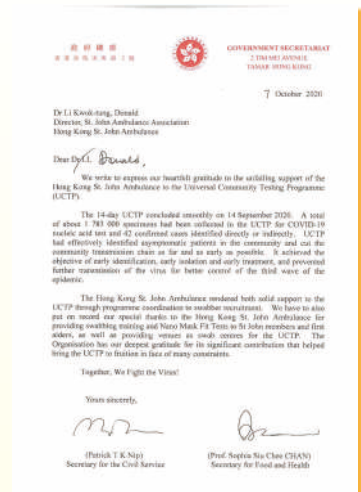 政府總部
GOVERNMENT SECRETARIAT
2 TIM MEI AVENUE
TAMAR HONG KONG
7 October 2020
Dr Li Kwok-tung, Donald
Director, St. John Ambulance Association
Hong Kong St. John Ambulance
Dear Dr Li, Donald,
We write to express our heartfelt gratitude to the unfailing support of the
Hong Kong St. John Ambulance to the Universal Community Testing Programme
(UCTP).
The 14-day UCTP concluded smoothly on 14 September 2020. A total
of about 1 783 000 specimens had been collected in the UCTP for COVID-19
nucleic acid test and 42 confirmed cases identified directly or indirectly. UCTP
had effectively identified asymptomatic patients in the community and cut the
community transmission chain as far and as early as possible. It achieved the
objective of early identification, early isolation and early treatment, and prevented
further transmission of the virus for better control of the third wave of the
epidemic.
The Hong Kong St. John Ambulance rendered both solid support to the
UCTP through programme coordination to swabber recruitment. We have to also
put on record our special thanks to the Hong Kong St. John Ambulance for
providing swabbing training and Nano Mask Fit Term to St John members and first
aiders, as well as providing venues as swab centres for the UCTP. The
Organisation has our deepest gratitude for its significant contribution that helped
bring the UCTP to fruition in face of many constraints.
Together, We Fight the Virus!
Yours sincerely,
(Patrick T K Nip)
Secretary for the Civil Service
(Prof. Sophia Siu Chee CHAN)
Secretary for Food and Health